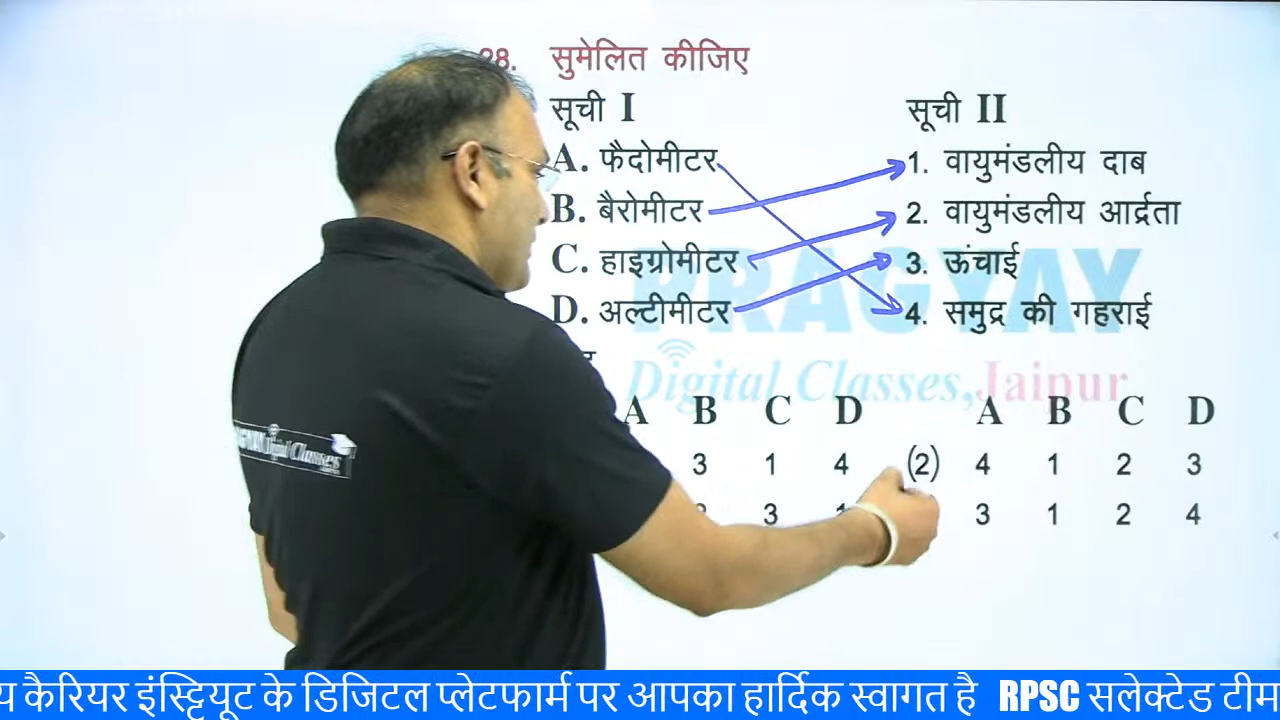 28. सुमेलित कीजिए
सूची I सूची II
A. फैदोमीटर 1. वायुमंडलीय दाब
B. बैरोमीटर 2. वायुमंडलीय आर्द्रता
C. हाइग्रोमीटर 3. ऊंचाई
D. अल्टीमीटर 4. समुद्र की गहराई
PRAGYAY
Digital Classes,Jaipur
A B C D A B C D
3 1 4 (2) 4 1 2 3
3 3 1 2 4
Digital Classes
कैरियर इंस्ट्टियूट के डिजिटल प्लेटफार्म पर आपका हार्दिक स्वागत है RPSC सलेक्टेड टीम